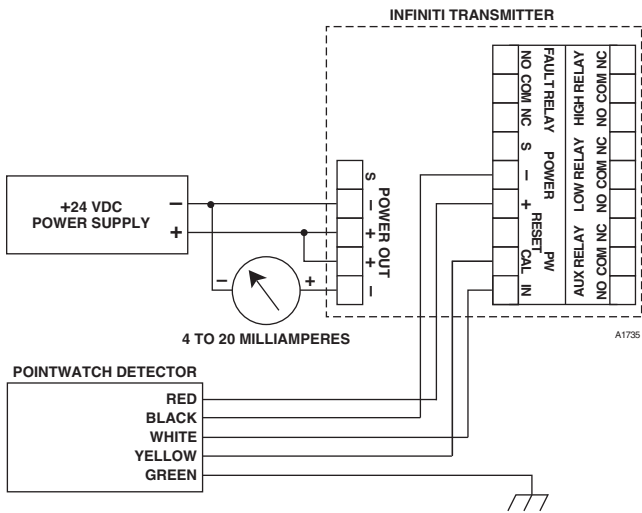 INFINITI TRANSMITTER
NO COM NC
FAULT RELAY
HIGH RELAY
NO COM NC
S
–
+
POWER
LOW RELAY
NO COM NC
RESET
CAL
IN
PW
AUX RELAY
NO COM NC
S
–
+
+
–
POWER OUT
+24 VDC
POWER SUPPLY
–
+
–
+
4 TO 20 MILLIAMPERES
A1735
POINTWATCH DETECTOR
RED
BLACK
WHITE
YELLOW
GREEN